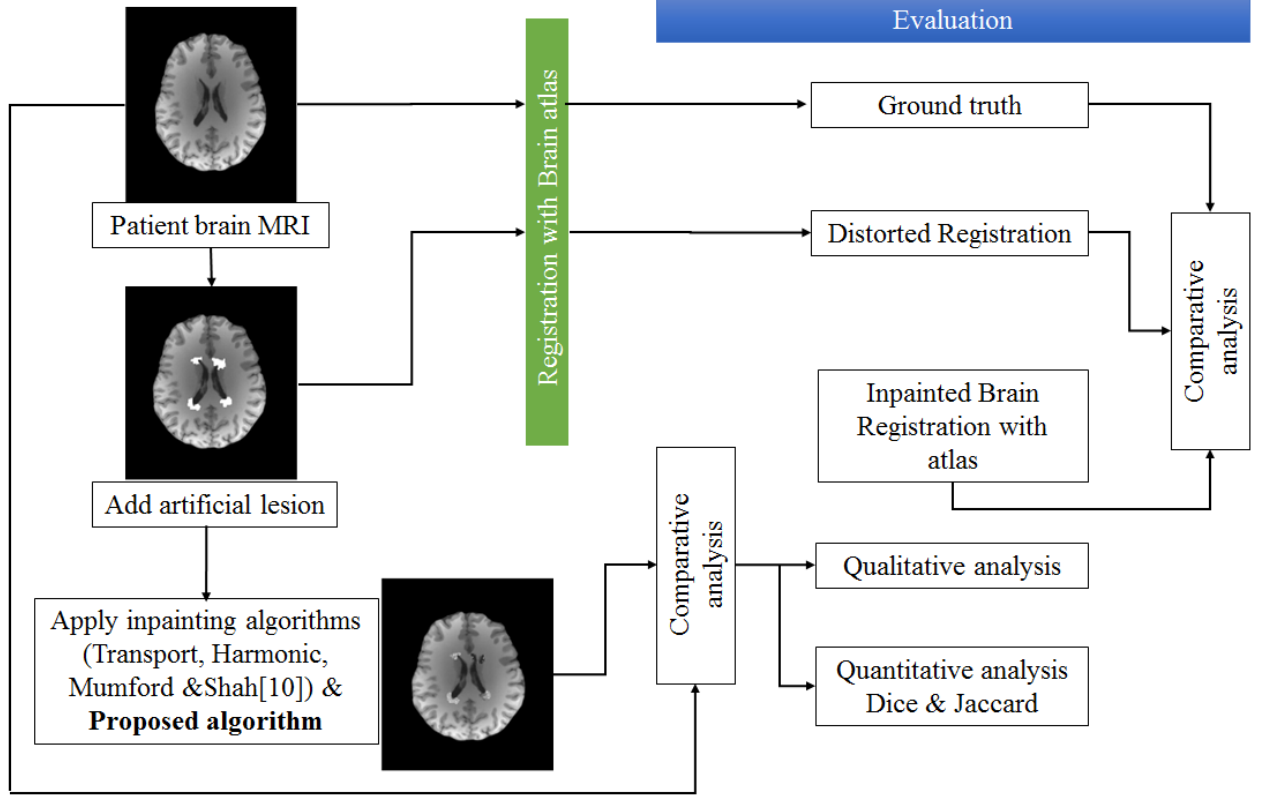 Evaluation
Registration with Brain atlas
Ground truth
Patient brain MRI
Distorted Registration
Comparative
analysis
Inpainted Brain
Registration with
atlas
Add artificial lesion
Comparative
analysis
Qualitative analysis
Apply inpainting algorithms
(Transport, Harmonic,
Mumford &Shah[10]) &
Proposed algorithm
Quantitative analysis
Dice & Jaccard